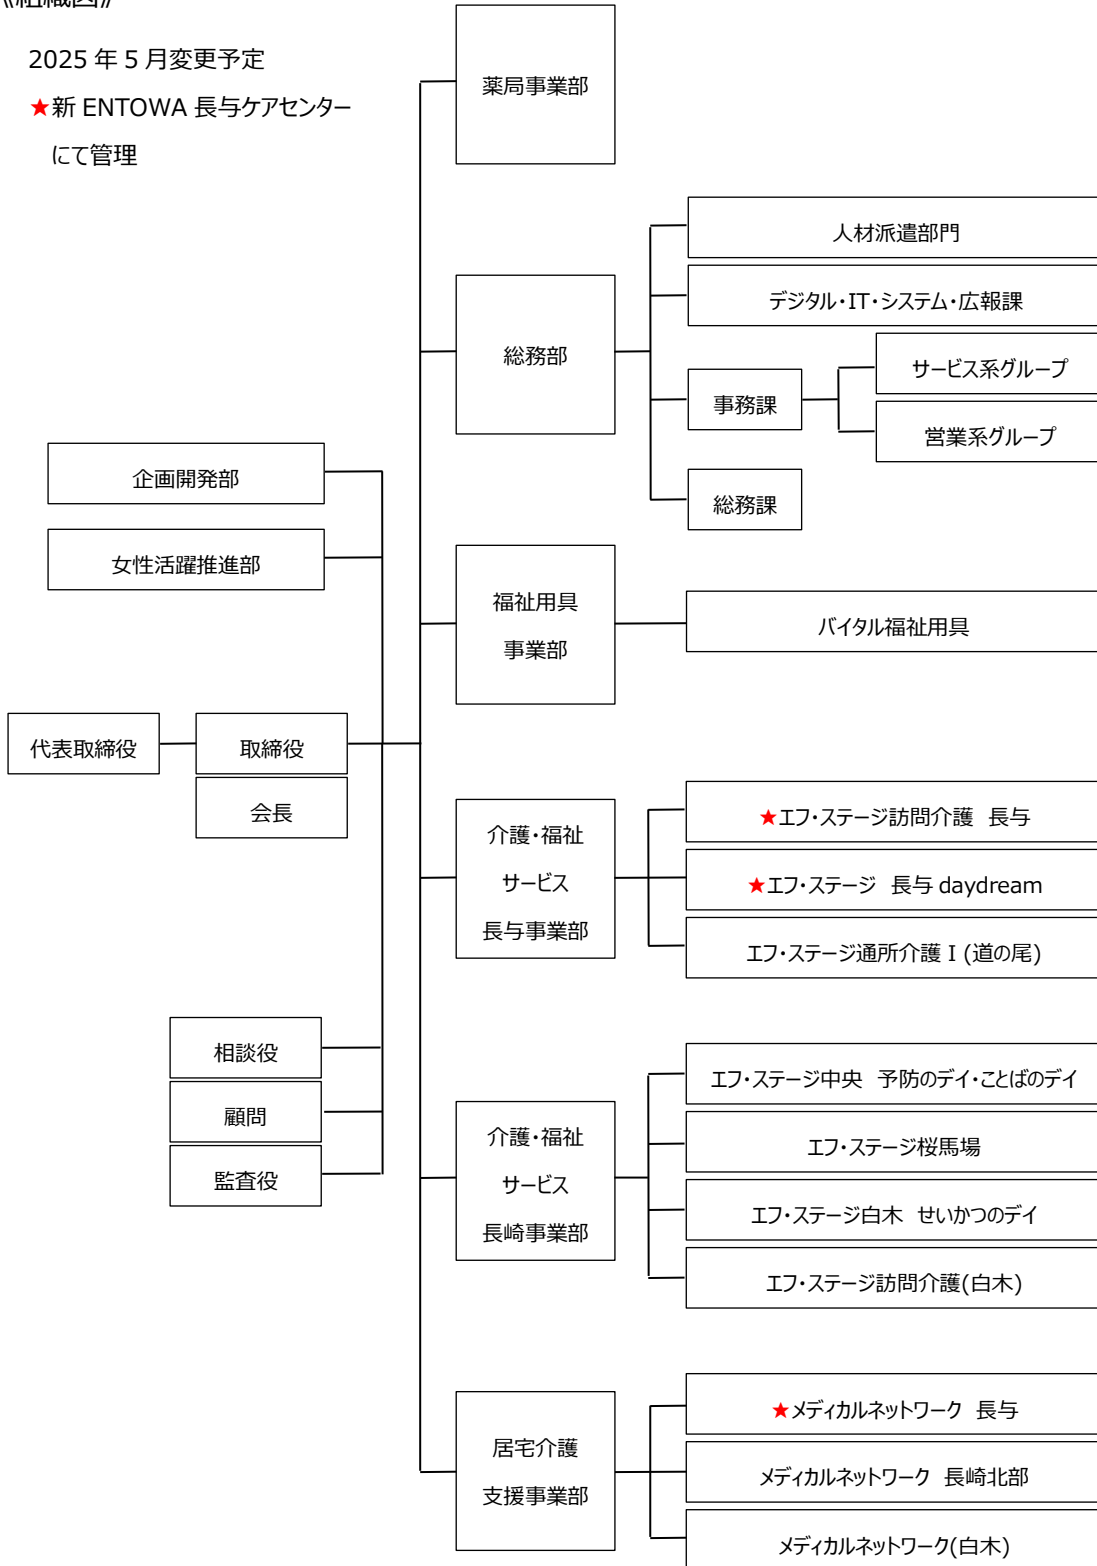 《組織図》
2025 年 5 月変更予定
★新 ENTOWA 長与ケアセンター
にて管理
薬局事業部
人材派遣部門
デジタル・IT・システム・広報課
総務部
サービス系グループ
事務課
営業系グループ
総務課
企画開発部
女性活躍推進部
福祉用具
事業部
バイタル福祉用具
代表取締役
取締役
会長
介護・福祉
サービス
長与事業部
★エフ・ステージ訪問介護 長与
★エフ・ステージ 長与 daydream
エフ・ステージ通所介護 I (道の尾)
相談役
顧問
監査役
介護・福祉
サービス
長崎事業部
エフ・ステージ中央 予防のデイ・ことばのデイ
エフ・ステージ桜馬場
エフ・ステージ白木 せいかつのデイ
エフ・ステージ訪問介護(白木)
居宅介護
支援事業部
★メディカルネットワーク 長与
メディカルネットワーク 長崎北部
メディカルネットワーク(白木)